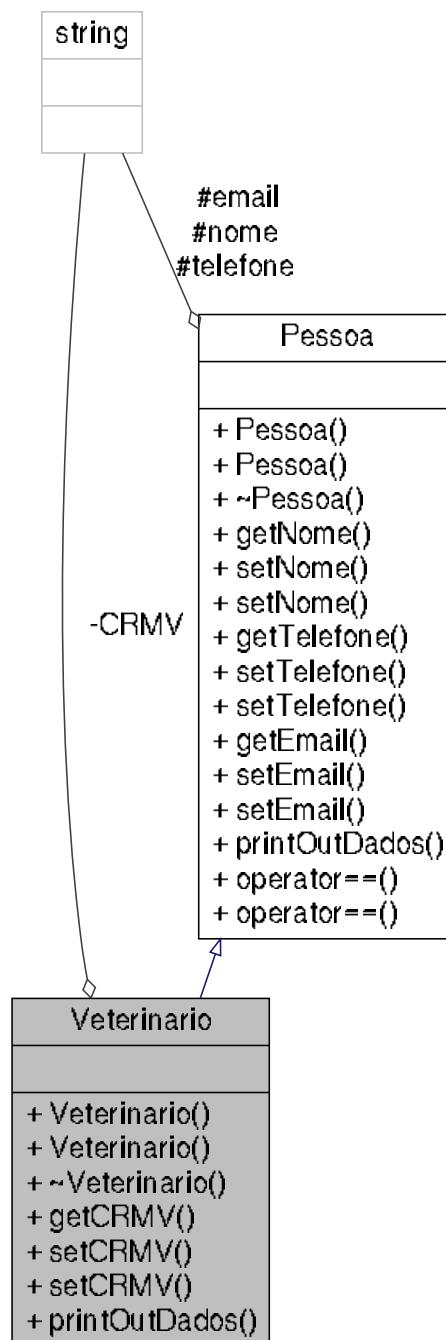 string
#email
#nome
#telefone
Pessoa
+ Pessoa()
+ Pessoa()
+ ~Pessoa()
+ getNome()
+ setNome()
+ setNome()
+ getTelefone()
+ setTelefone()
+ setTelefone()
+ getEmail()
+ setEmail()
+ setEmail()
+ printOutDados()
+ operator==()
+ operator==()
-CRMV
Veterinario
+ Veterinario()
+ Veterinario()
+ ~Veterinario()
+ getCRMV()
+ setCRMV()
+ setCRMV()
+ printOutDados()